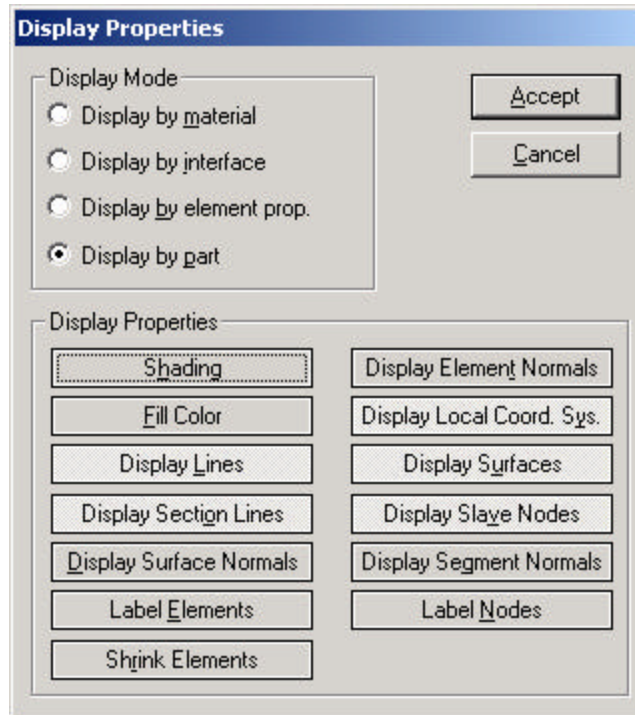 Display Properties
Display Mode
Display by material
Display by interface
Display by element prop.
Display by part
Accept
Cancel
Display Properties
Shading
Display Element Normals
Fill Color
Display Local Coord. Sys.
Display Lines
Display Surfaces
Display Section Lines
Display Slave Nodes
Display Surface Normals
Display Segment Normals
Label Elements
Label Nodes
Shrink Elements